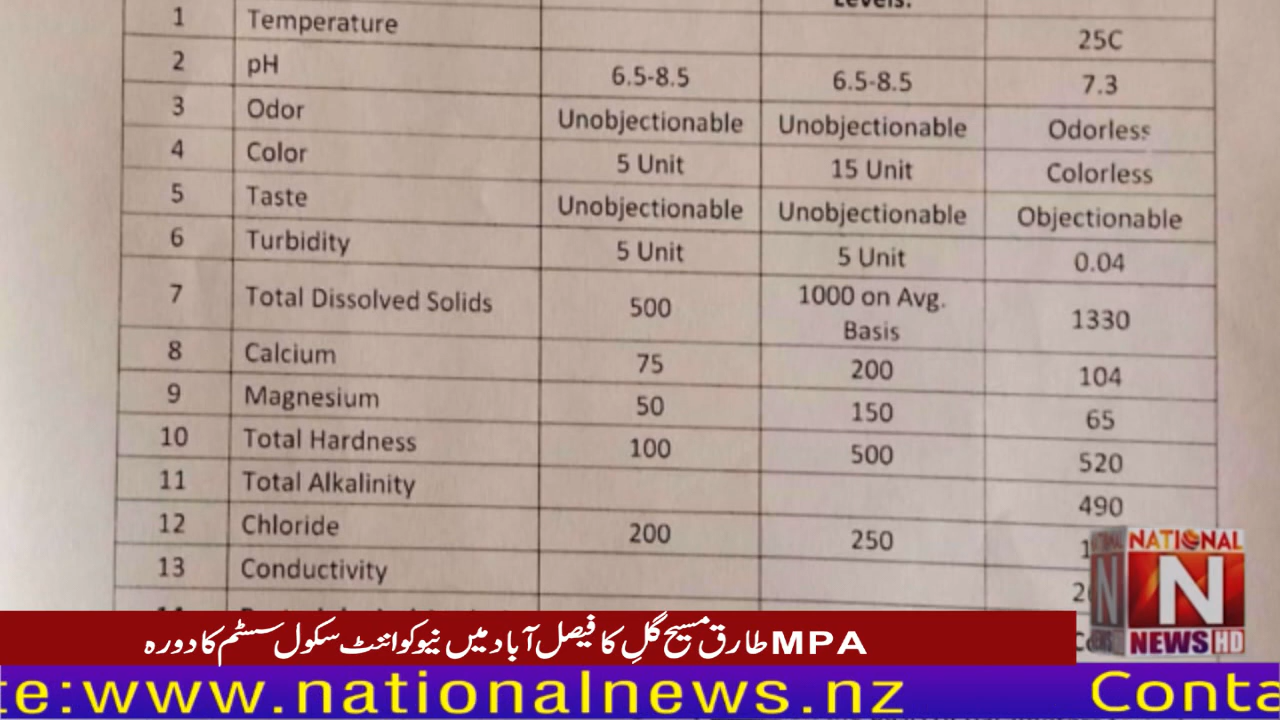 Levels:
1 Temperature 25C
2 pH 6.5-8.5 6.5-8.5 7.3
3 Odor Unobjectionable Unobjectionable Odorless
4 Color 5 Unit 15 Unit Colorless
5 Taste Unobjectionable Unobjectionable Objectionable
6 Turbidity 5 Unit 5 Unit 0.04
7 Total Dissolved Solids 500 1000 on Avg. Basis 1330
8 Calcium 75 200 104
9 Magnesium 50 150 65
10 Total Hardness 100 500 520
11 Total Alkalinity 490
12 Chloride 200 250
13 Conductivity
NATIONAL
N
NEWS HD
MPA طارق مسیح گِل کا فیصل آباد میں نیو کوائنٹ سکول سسٹم کا دورہ
te:www.nationalnews.nz Conta